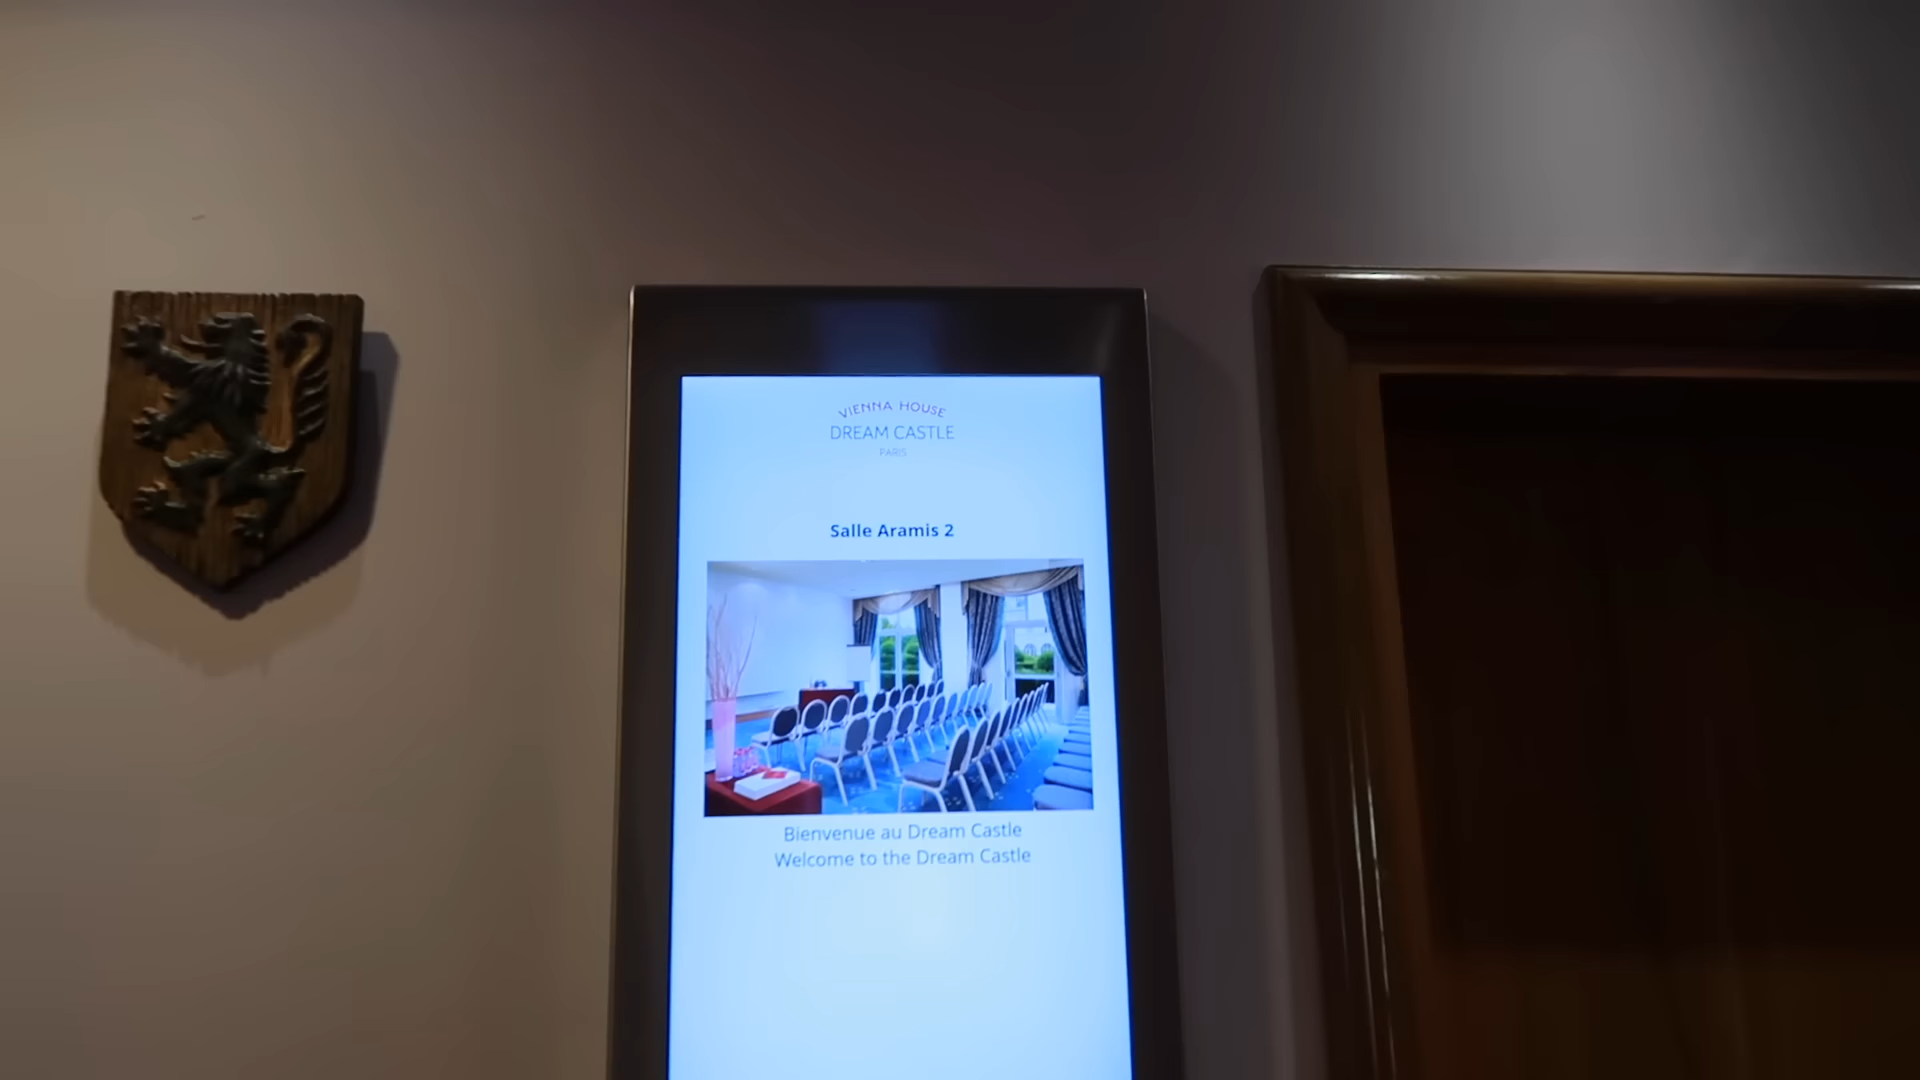 VIENNA HOUSE
DREAM CASTLE
PARIS
Salle Aramis 2
Bienvenue au Dream Castle
Welcome to the Dream Castle